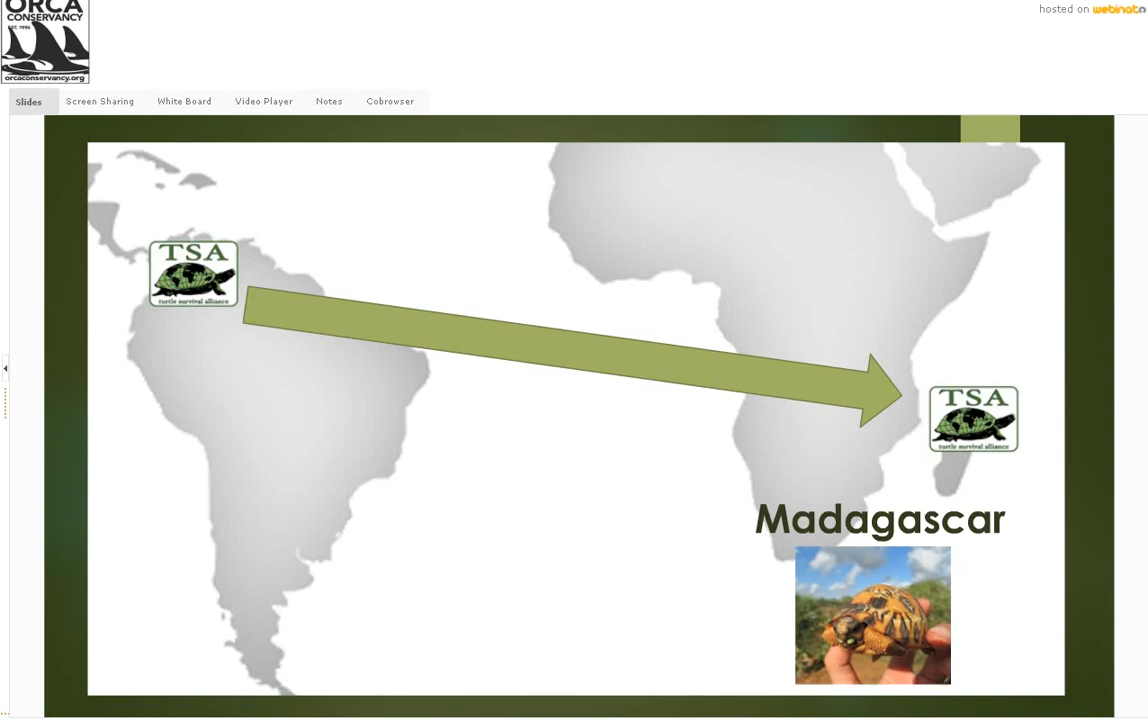 ORCA
CONSERVANCY
EST. 1996
orcaconservancy.org
hosted on webinato
Slides
Screen Sharing
White Board
Video Player
Notes
Cobrowser
TSA
turtle survival alliance
TSA
turtle survival alliance
Madagascar